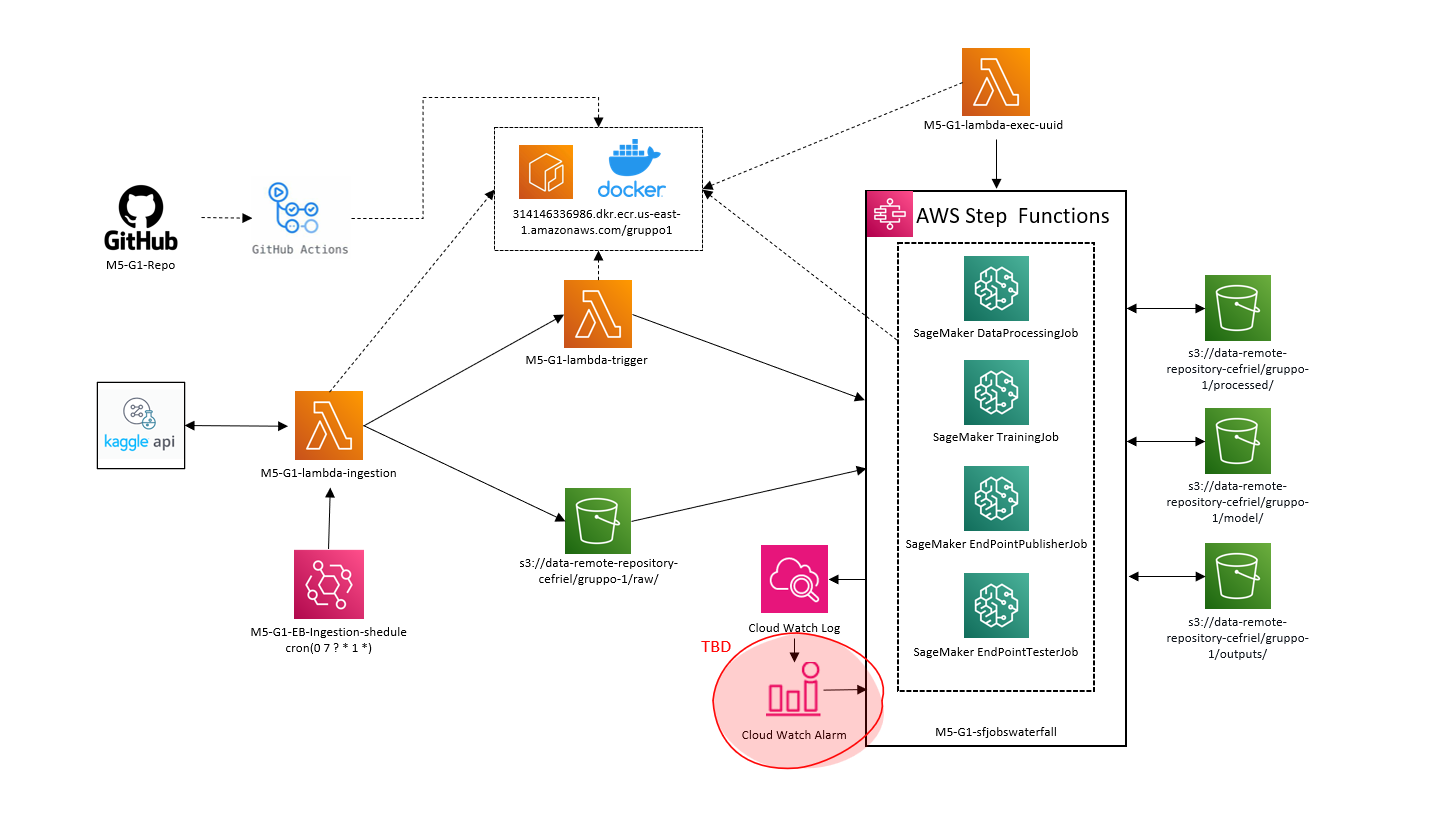 M5-G1-lambda-exec-uuid
docker
314146336986.dkr.ecr.us-east-
1.amazonaws.com/gruppo1
GitHub
M5-G1-Repo
GitHub Actions
AWS Step Functions
SageMaker DataProcessingJob
SageMaker TrainingJob
SageMaker EndPointPublisherJob
SageMaker EndPointTesterJob
M5-G1-sfjobswaterfall
M5-G1-lambda-trigger
kaggle api
M5-G1-lambda-ingestion
M5-G1-EB-Ingestion-shedule
cron(0 7 ? * 1 *)
s3://data-remote-repository-
cefriel/gruppo-1/raw/
Cloud Watch Log
TBD
Cloud Watch Alarm
s3://data-remote-
repository-cefriel/gruppo-
1/processed/
s3://data-remote-
repository-cefriel/gruppo-
1/model/
s3://data-remote-
repository-cefriel/gruppo-
1/outputs/